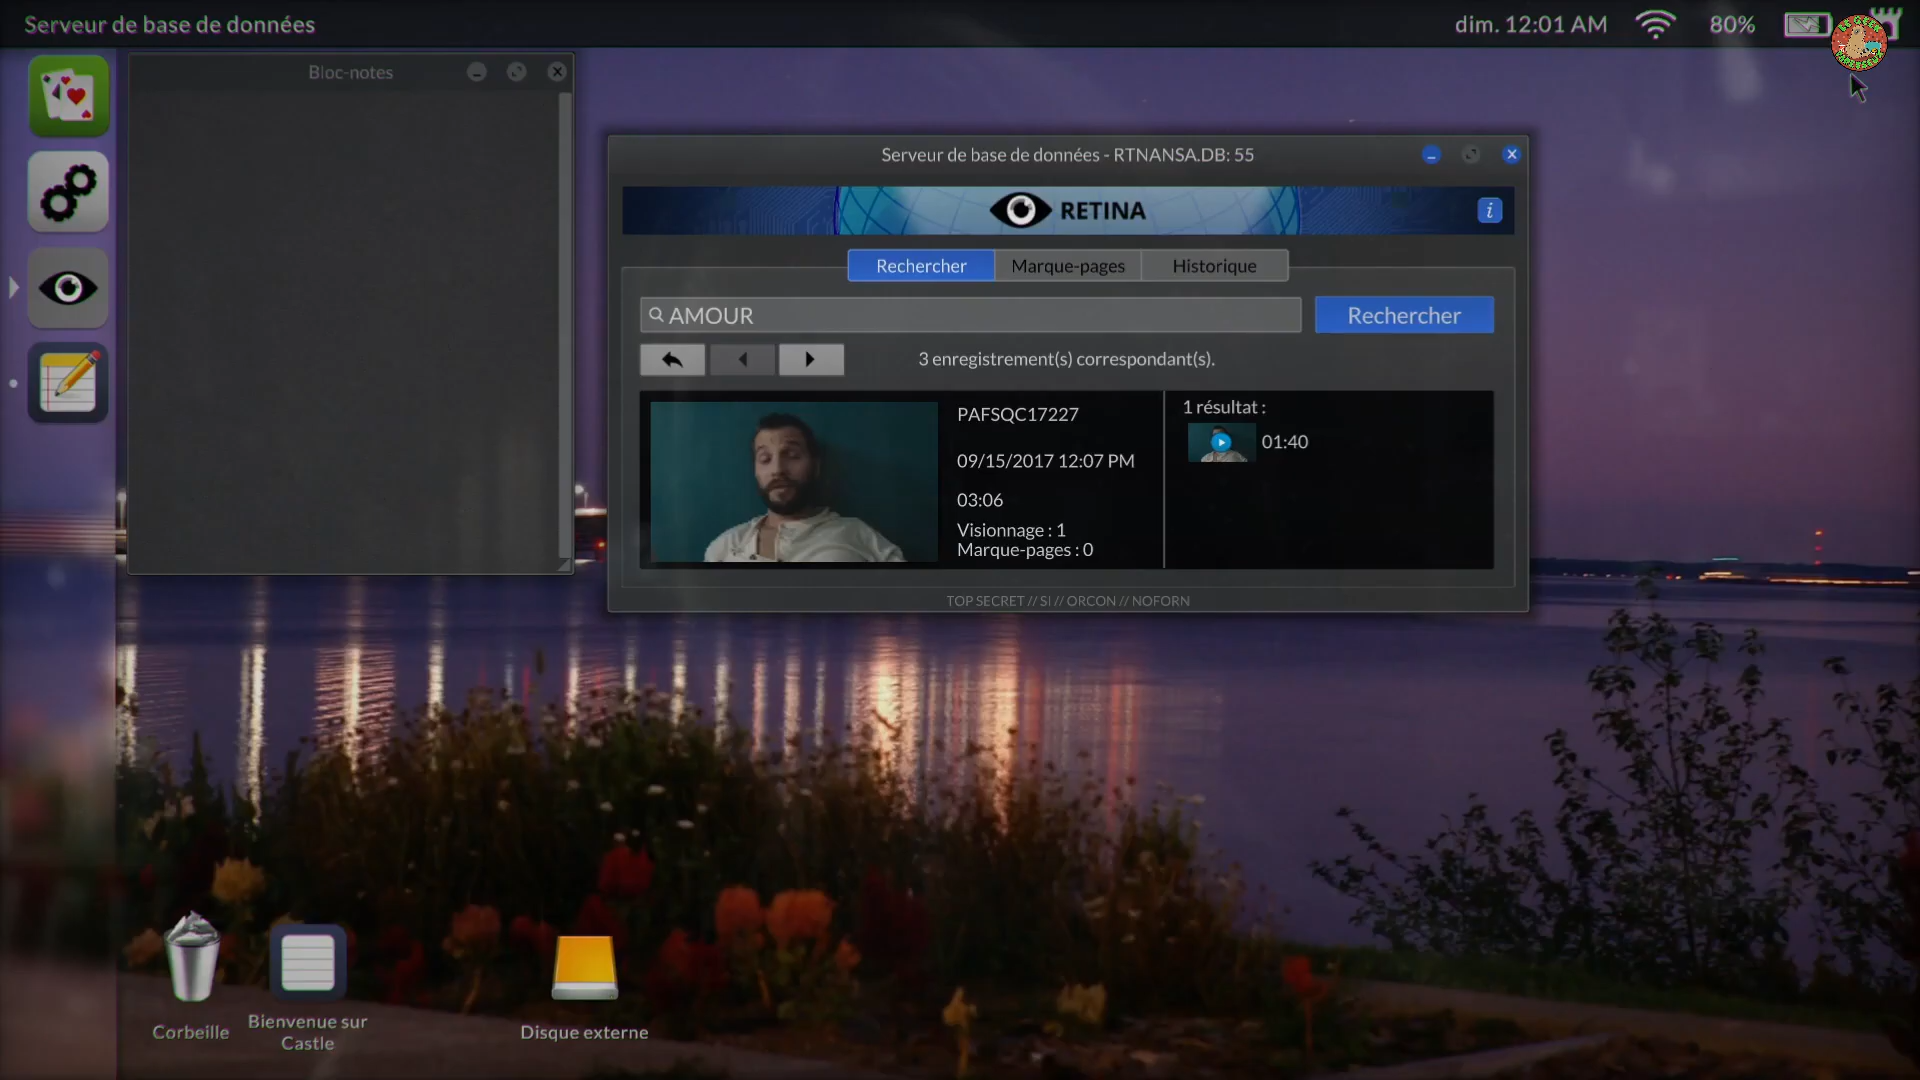 Serveur de base de données
dim. 12:01 AM
80%
Bloc-notes
Serveur de base de données - RTNANSA.DB: 55
RETINA
i
Rechercher
Marque-pages
Historique
AMOUR
Rechercher
3 enregistrement(s) correspondant(s).
PAFSQC17227
09/15/2017 12:07 PM
03:06
Visionnage : 1
Marque-pages : 0
1 résultat :
01:40
TOP SECRET // SI // ORCON // NOFORN
Corbeille
Bienvenue sur
Castle
Disque externe